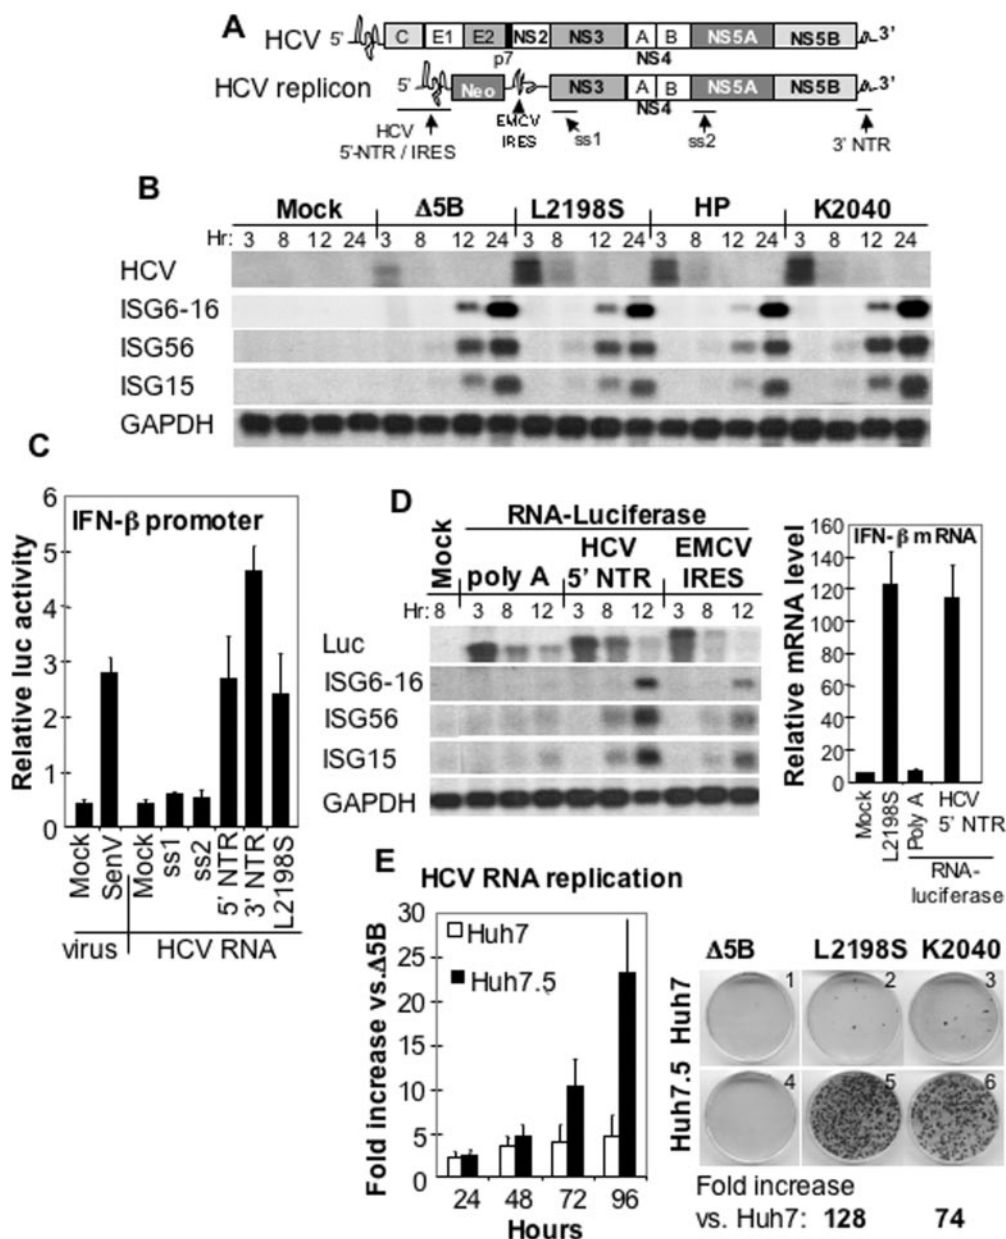 A
HCV 5' C E1 E2 NS2 NS3 A B NS5A NS5B 3'
p7 NS4
HCV replicon 5' Neo NS3 A B NS5A NS5B 3'
NS4
HCV
5'-NTR / IRES
EMCV
IRES
ss1
ss2
3' NTR
B
Mock Δ5B L2198S HP K2040
Hr: 3 8 12 24 3 8 12 24 3 8 12 24 3 8 12 24 3 8 12 24
HCV
ISG6-16
ISG56
ISG15
GAPDH
C
IFN-β promoter
Relative luc activity
6
5
4
3
2
1
0
Mock
SenV
Mock
ss1
ss2
5' NTR
3' NTR
L2198S
virus HCV RNA
D
RNA-Luciferase
Mock
poly A
HCV
5' NTR
EMCV
IRES
Hr: 8 3 8 12 3 8 12 3 8 12
Luc
ISG6-16
ISG56
ISG15
GAPDH
IFN-β mRNA
Relative mRNA level
160
140
120
100
80
60
40
20
0
Mock
L2198S
Poly A
HCV
5' NTR
RNA-
luciferase
E
HCV RNA replication
Fold increase vs.Δ5B
30
25
20
15
10
5
0
Huh7
Huh7.5
24 48 72 96
Hours
Δ5B L2198S K2040
Huh7
1 2 3
Huh7.5
4 5 6
Fold increase
vs. Huh7: 128 74